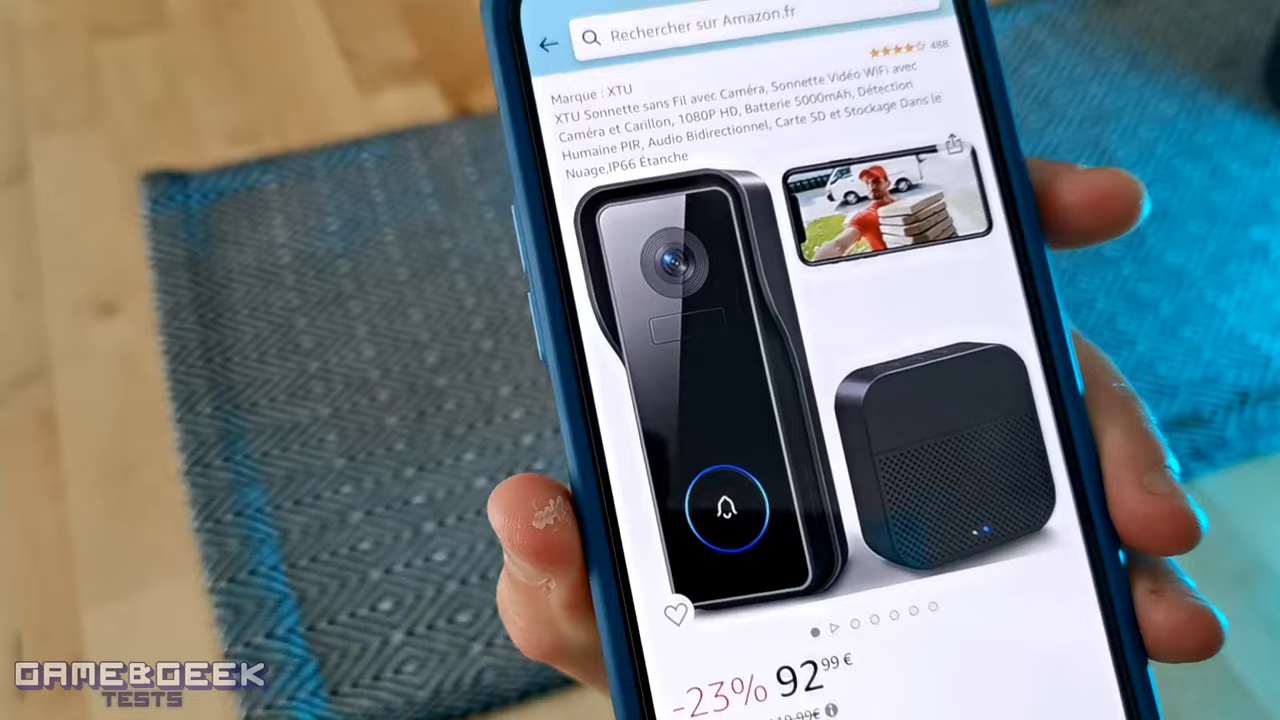 Rechercher sur Amazon.fr
488
Marque : XTU
XTU Sonnette sans Fil avec Caméra, Sonnette Vidéo WiFi avec
Caméra et Carillon, 1080P HD, Batterie 5000mAh, Détection
Humaine PIR, Audio Bidirectionnel, Carte SD et Stockage Dans le
Nuage,IP66 Étanche
-23% 92⁹⁹ €
GAME&GEEK
TESTS